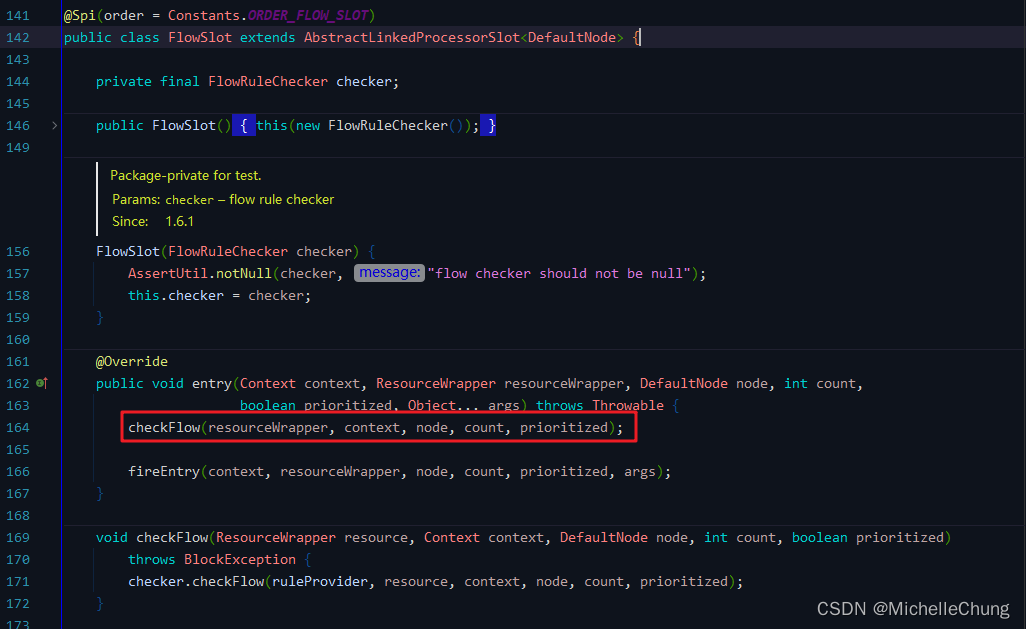 141 @Spi(order = Constants.ORDER_FLOW_SLOT)
142 public class FlowSlot extends AbstractLinkedProcessorSlot<DefaultNode> {
143
144 private final FlowRuleChecker checker;
145
146 public FlowSlot() { this(new FlowRuleChecker()); }
149
Package-private for test.
Params: checker – flow rule checker
Since: 1.6.1
156 FlowSlot(FlowRuleChecker checker) {
157 AssertUtil.notNull(checker, message: "flow checker should not be null");
158 this.checker = checker;
159 }
160
161 @Override
162 public void entry(Context context, ResourceWrapper resourceWrapper, DefaultNode node, int count,
163 boolean prioritized, Object... args) throws Throwable {
164 checkFlow(resourceWrapper, context, node, count, prioritized);
165
166 fireEntry(context, resourceWrapper, node, count, prioritized, args);
167 }
168
169 void checkFlow(ResourceWrapper resource, Context context, DefaultNode node, int count, boolean prioritized)
170 throws BlockException {
171 checker.checkFlow(ruleProvider, resource, context, node, count, prioritized);
172 }
173
CSDN @MichelleChung